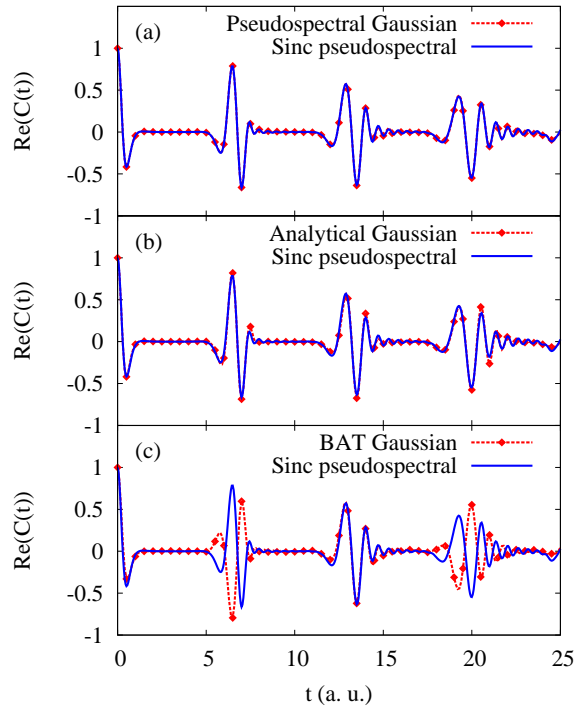 (a) Pseudospectral Gaussian
Sinc pseudospectral
Re(C(t))
1
0.5
0
-0.5
-1
(b) Analytical Gaussian
Sinc pseudospectral
Re(C(t))
1
0.5
0
-0.5
-1
(c) BAT Gaussian
Sinc pseudospectral
Re(C(t))
1
0.5
0
-0.5
-1
0 5 10 15 20 25
t (a. u.)